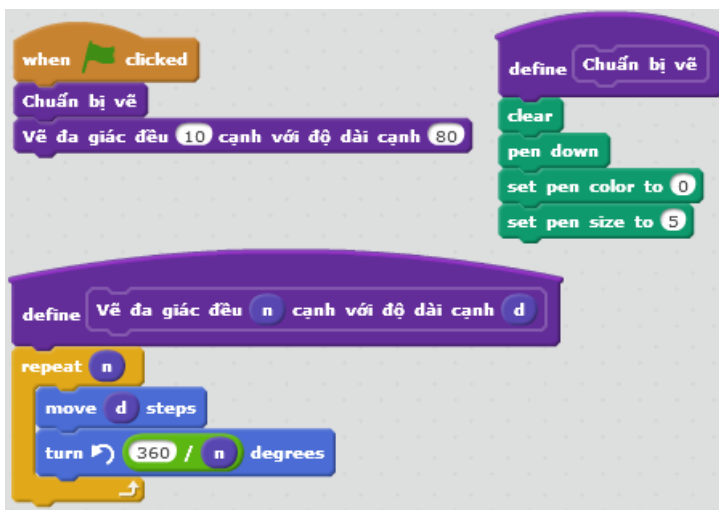 when clicked
Chuẩn bị vẽ
Vẽ đa giác đều 10 cạnh với độ dài cạnh 80
define Chuẩn bị vẽ
clear
pen down
set pen color to 0
set pen size to 5
define Vẽ đa giác đều n cạnh với độ dài cạnh d
repeat n
move d steps
turn 360 / n degrees